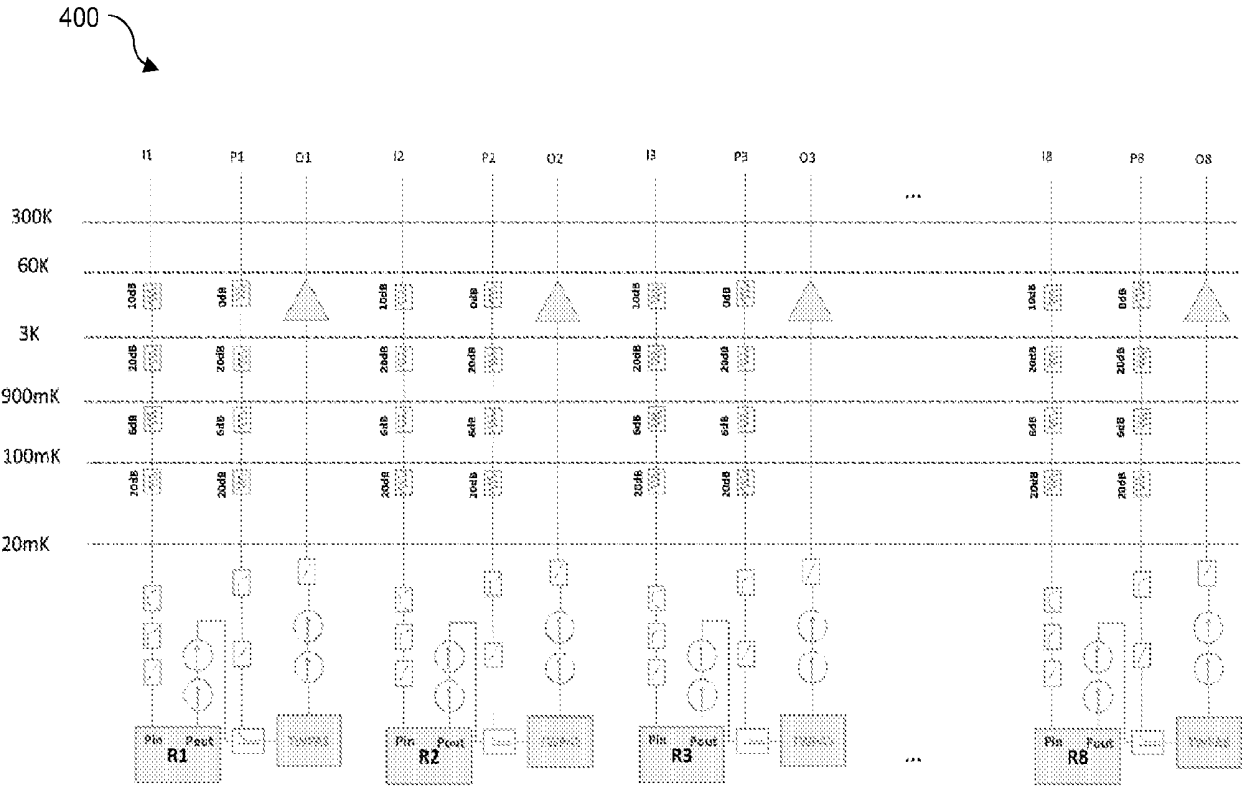 400
I1 P1 O1 I2 P2 O2 I3 P3 O3 ... I8 P8 O8
300K
60K
10dB 0dB 10dB 0dB 10dB 0dB 10dB 0dB
3K
20dB 20dB 20dB 20dB 20dB 20dB 20dB 20dB
900mK
6dB 6dB 6dB 6dB 6dB 6dB 6dB 6dB
100mK
20dB 20dB 20dB 20dB 20dB 20dB 20dB 20dB
20mK
Pin Pout Pin Pout Pin Pout Pin Pout
R1 R2 R3 ... R8